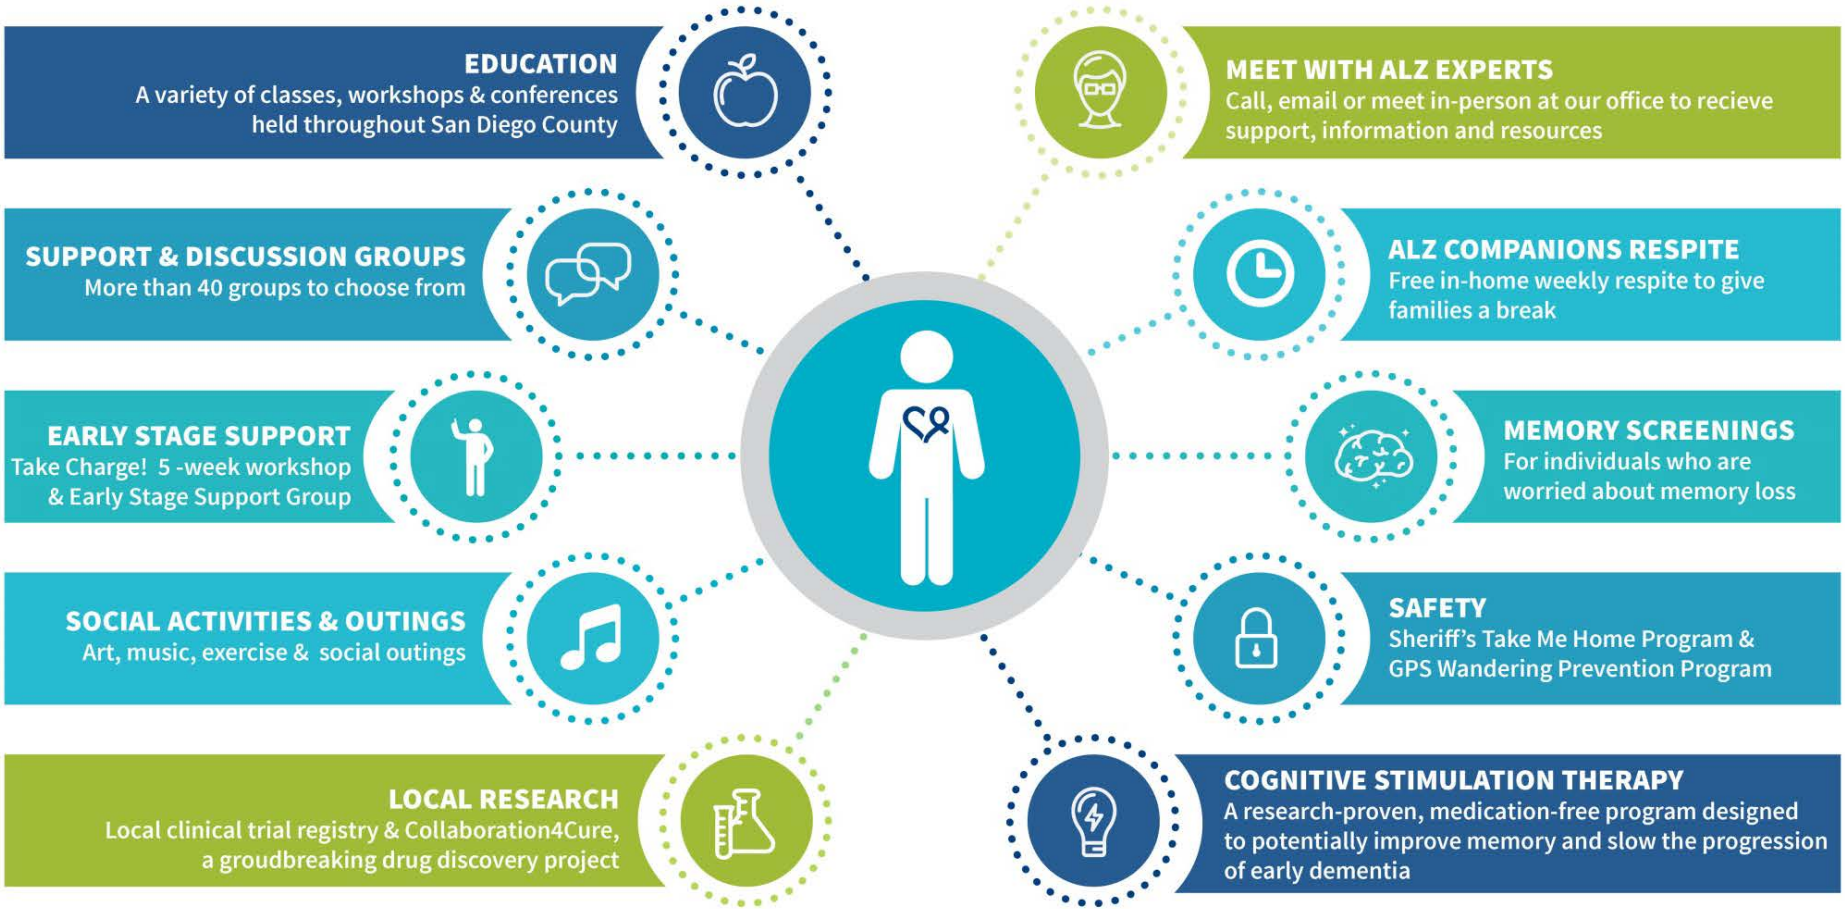 EDUCATION
A variety of classes, workshops & conferences
held throughout San Diego County
SUPPORT & DISCUSSION GROUPS
More than 40 groups to choose from
EARLY STAGE SUPPORT
Take Charge! 5 -week workshop
& Early Stage Support Group
SOCIAL ACTIVITIES & OUTINGS
Art, music, exercise & social outings
LOCAL RESEARCH
Local clinical trial registry & Collaboration4Cure,
a groudbreaking drug discovery project
MEET WITH ALZ EXPERTS
Call, email or meet in-person at our office to recieve
support, information and resources
ALZ COMPANIONS RESPITE
Free in-home weekly respite to give
families a break
MEMORY SCREENINGS
For individuals who are
worried about memory loss
SAFETY
Sheriff's Take Me Home Program &
GPS Wandering Prevention Program
COGNITIVE STIMULATION THERAPY
A research-proven, medication-free program designed
to potentially improve memory and slow the progression
of early dementia